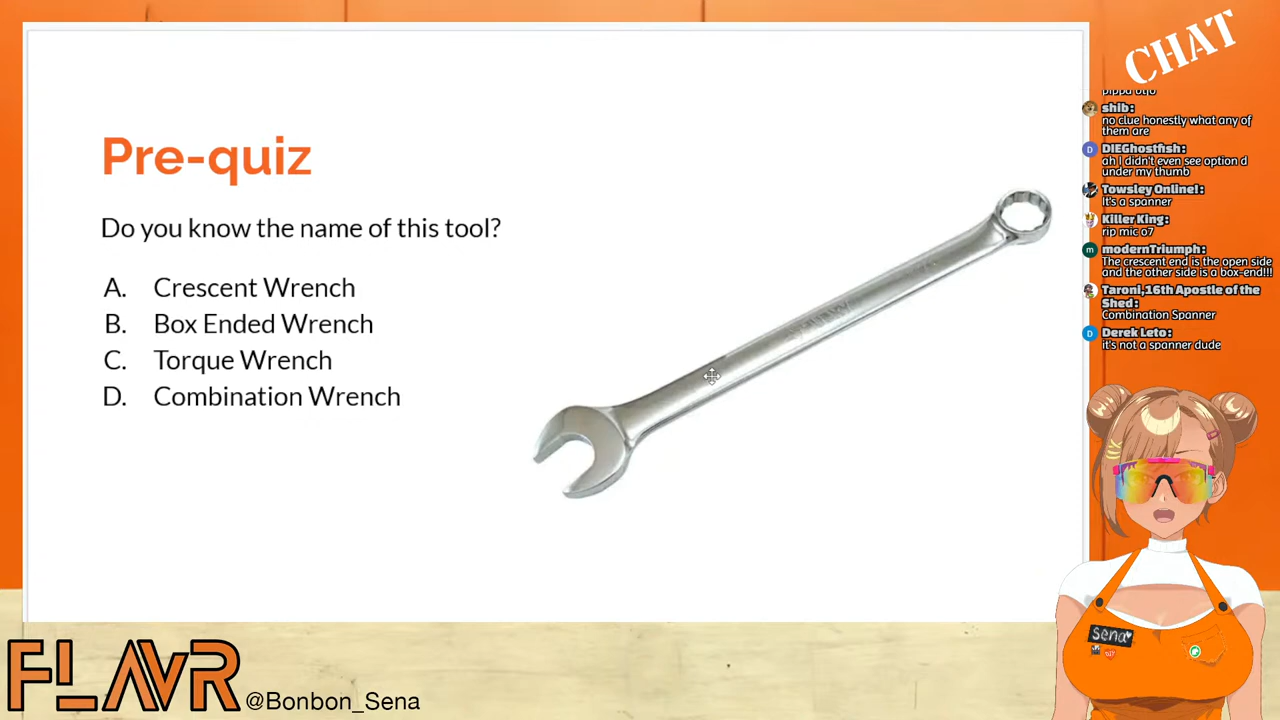 Pre-quiz
Do you know the name of this tool?
A. Crescent Wrench
B. Box Ended Wrench
C. Torque Wrench
D. Combination Wrench
CHAT
shib:
no clue honestly what any of
them are
D
DIEGhostfish:
ah I didn't even see option d
under my thumb
Towsley Online!:
It's a spanner
Killer King:
rip mic o7
m
modernTriumph:
The crescent end is the open side
and the other side is a box-end!!!
Taroni,16th Apostle of the
Shed:
Combination Spanner
D
Derek Leto:
it's not a spanner dude
sena
FLAVR
@Bonbon_Sena